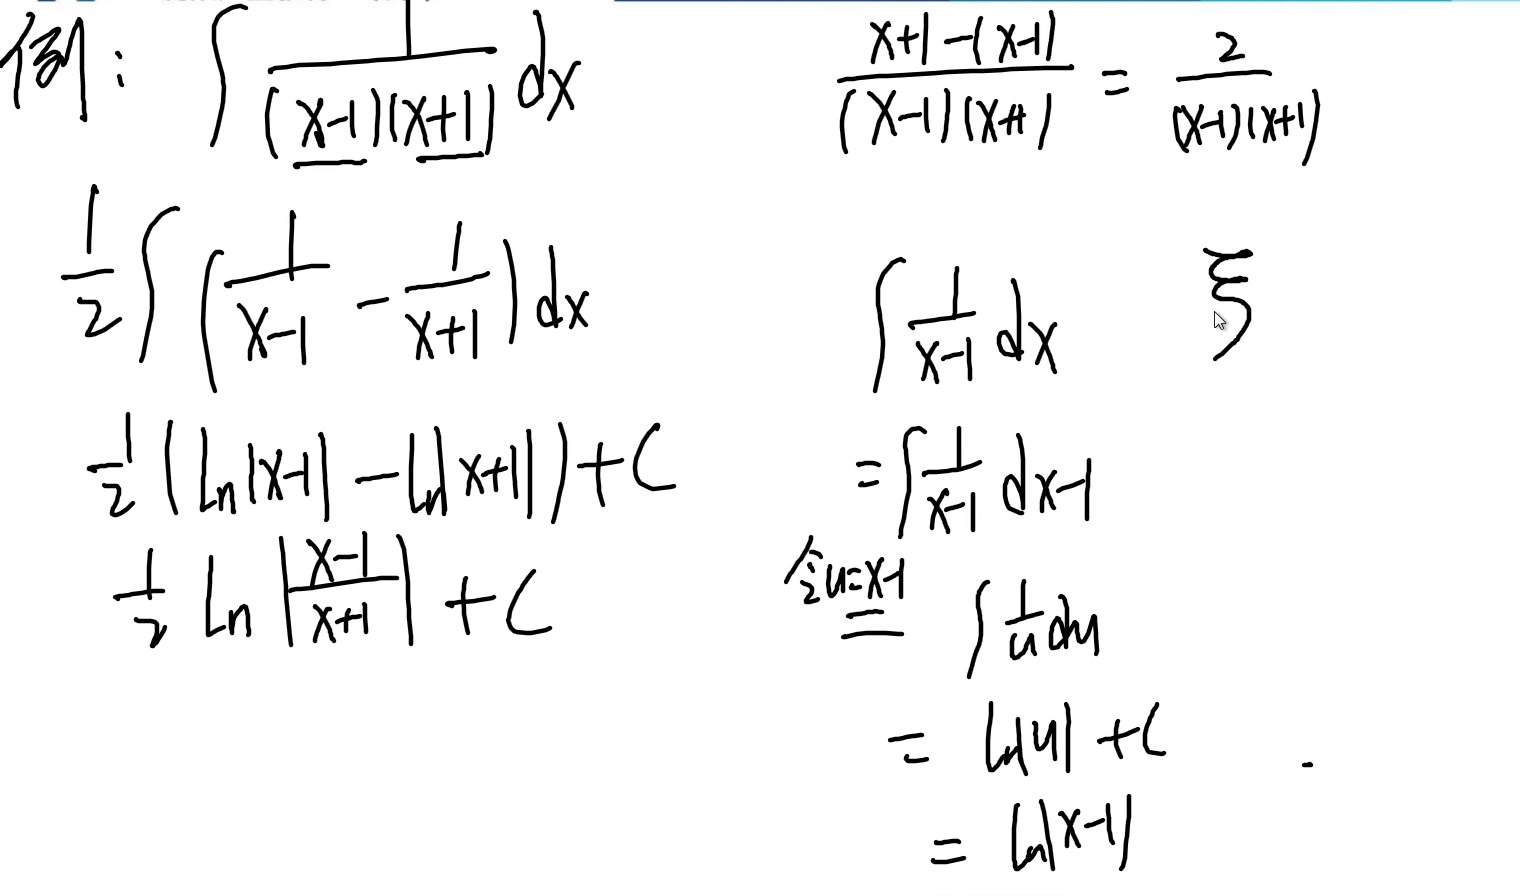 例: ∫ 1/((x-1)(x+1)) dx
1/2 ∫ (1/(x-1) - 1/(x+1)) dx
1/2 (ln|x-1| - ln|x+1|) + C
1/2 ln |(x-1)/(x+1)| + C
(x+1-(x-1))/((x-1)(x+1)) = 2/((x-1)(x+1))
ξ
∫ 1/(x-1) dx
= ∫ 1/(x-1) dx-1
令u=x-1
= ∫ 1/u du
= ln|u| + C
= ln|x-1|